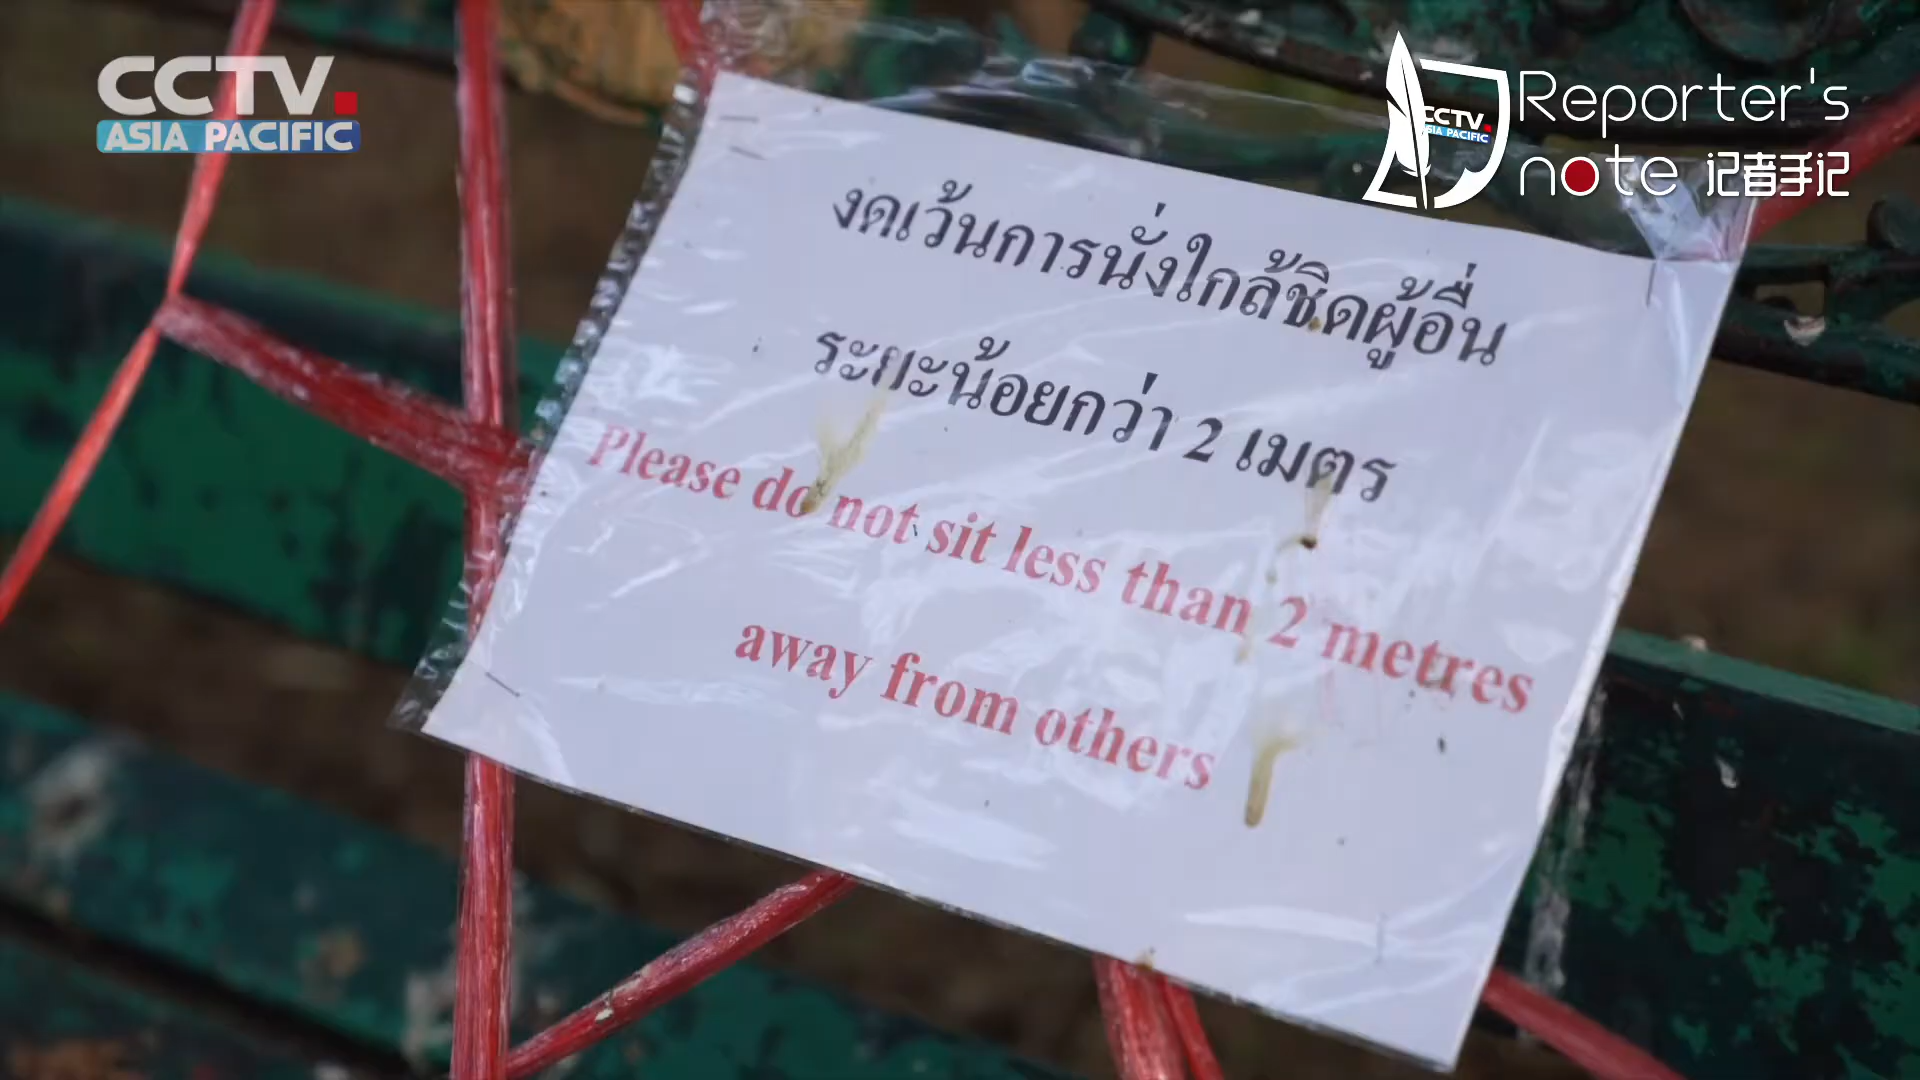 CCTV.
ASIA PACIFIC
CCTV.
ASIA PACIFIC
Reporter's
note 记者手记
งดเว้นการนั่งใกล้ชิดผู้อื่น
ระยะน้อยกว่า 2 เมตร
Please do not sit less than 2 metres
away from others